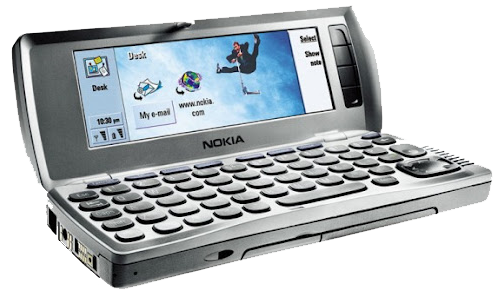 Desk
Desk
10:30 pm
My e-mail
www.nokia.
com
Select
Show
note
NOKIA